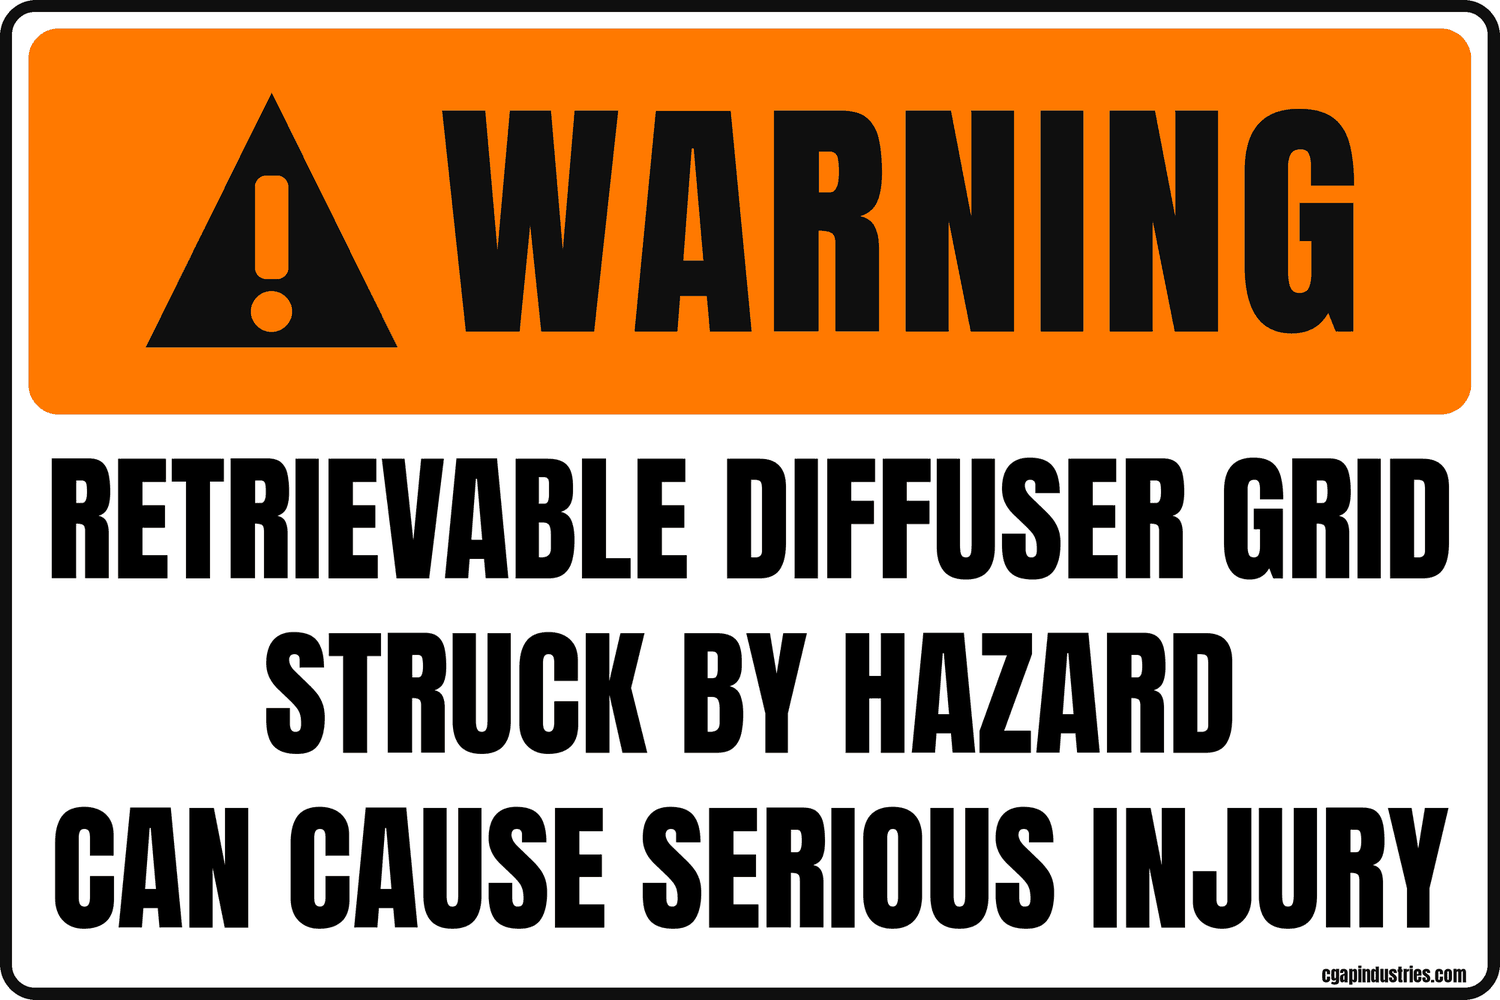 WARNING
RETRIEVABLE DIFFUSER GRID
STRUCK BY HAZARD
CAN CAUSE SERIOUS INJURY
cgapindustries.com